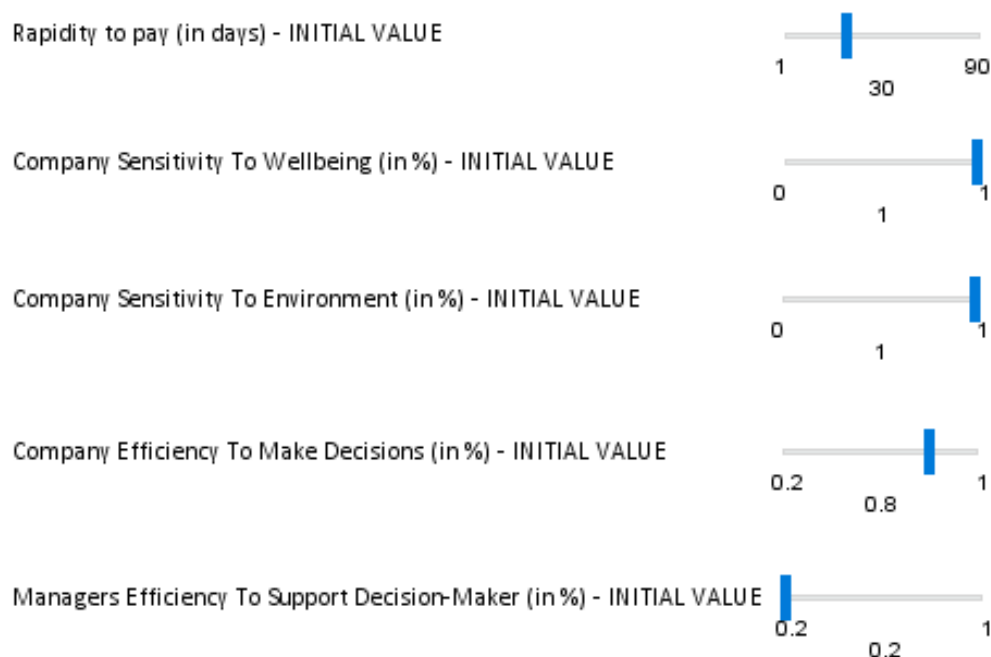 Rapidity to pay (in days) - INITIAL VALUE
1 90
30
Company Sensitivity To Wellbeing (in %) - INITIAL VALUE
0 1
1
Company Sensitivity To Environment (in %) - INITIAL VALUE
0 1
1
Company Efficiency To Make Decisions (in %) - INITIAL VALUE
0.2 1
0.8
Managers Efficiency To Support Decision-Maker (in %) - INITIAL VALUE
0.2 1
0.2